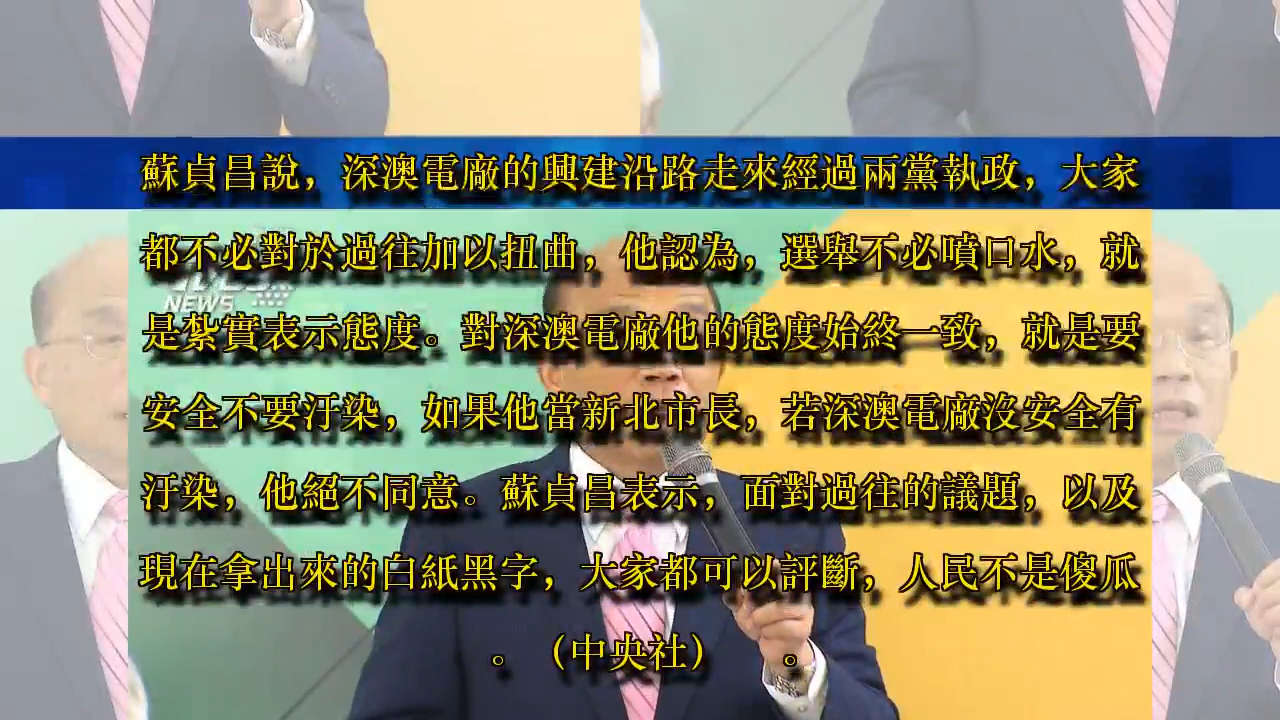 蘇貞昌說，深澳電廠的興建沿路走來經過兩黨執政，大家
都不必對於過往加以扭曲，他認為，選舉不必噴口水，就
NEWS
是紮實表示態度。對深澳電廠他的態度始終一致，就是要
安全不要汙染，如果他當新北市長，若深澳電廠沒安全有
汙染，他絕不同意。蘇貞昌表示，面對過往的議題，以及
現在拿出來的白紙黑字，大家都可以評斷，人民不是傻瓜
。（中央社）　。